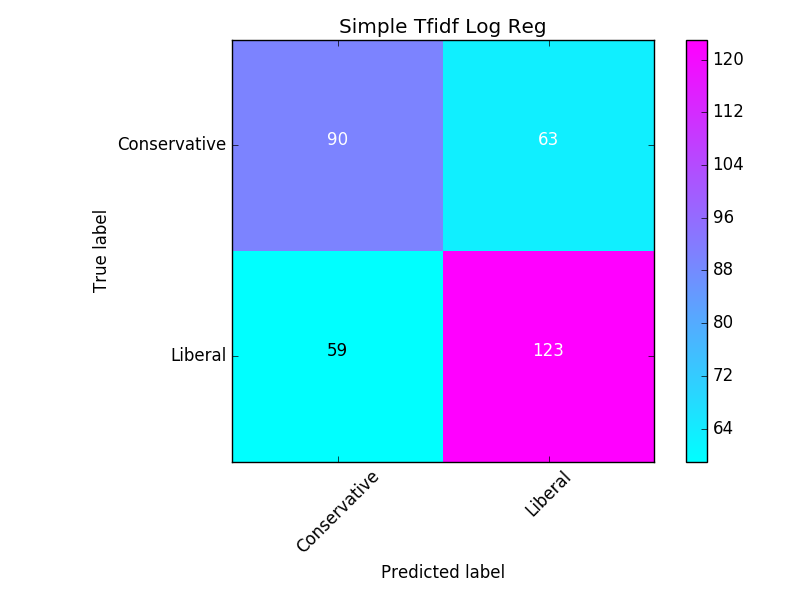 Simple Tfidf Log Reg
True label
Conservative
90
63
Liberal
59
123
Conservative
Liberal
Predicted label
120
112
104
96
88
80
72
64